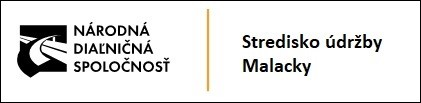 NÁRODNÁ
DIAĽNIČNÁ
SPOLOČNOSŤ
Stredisko údržby
Malacky